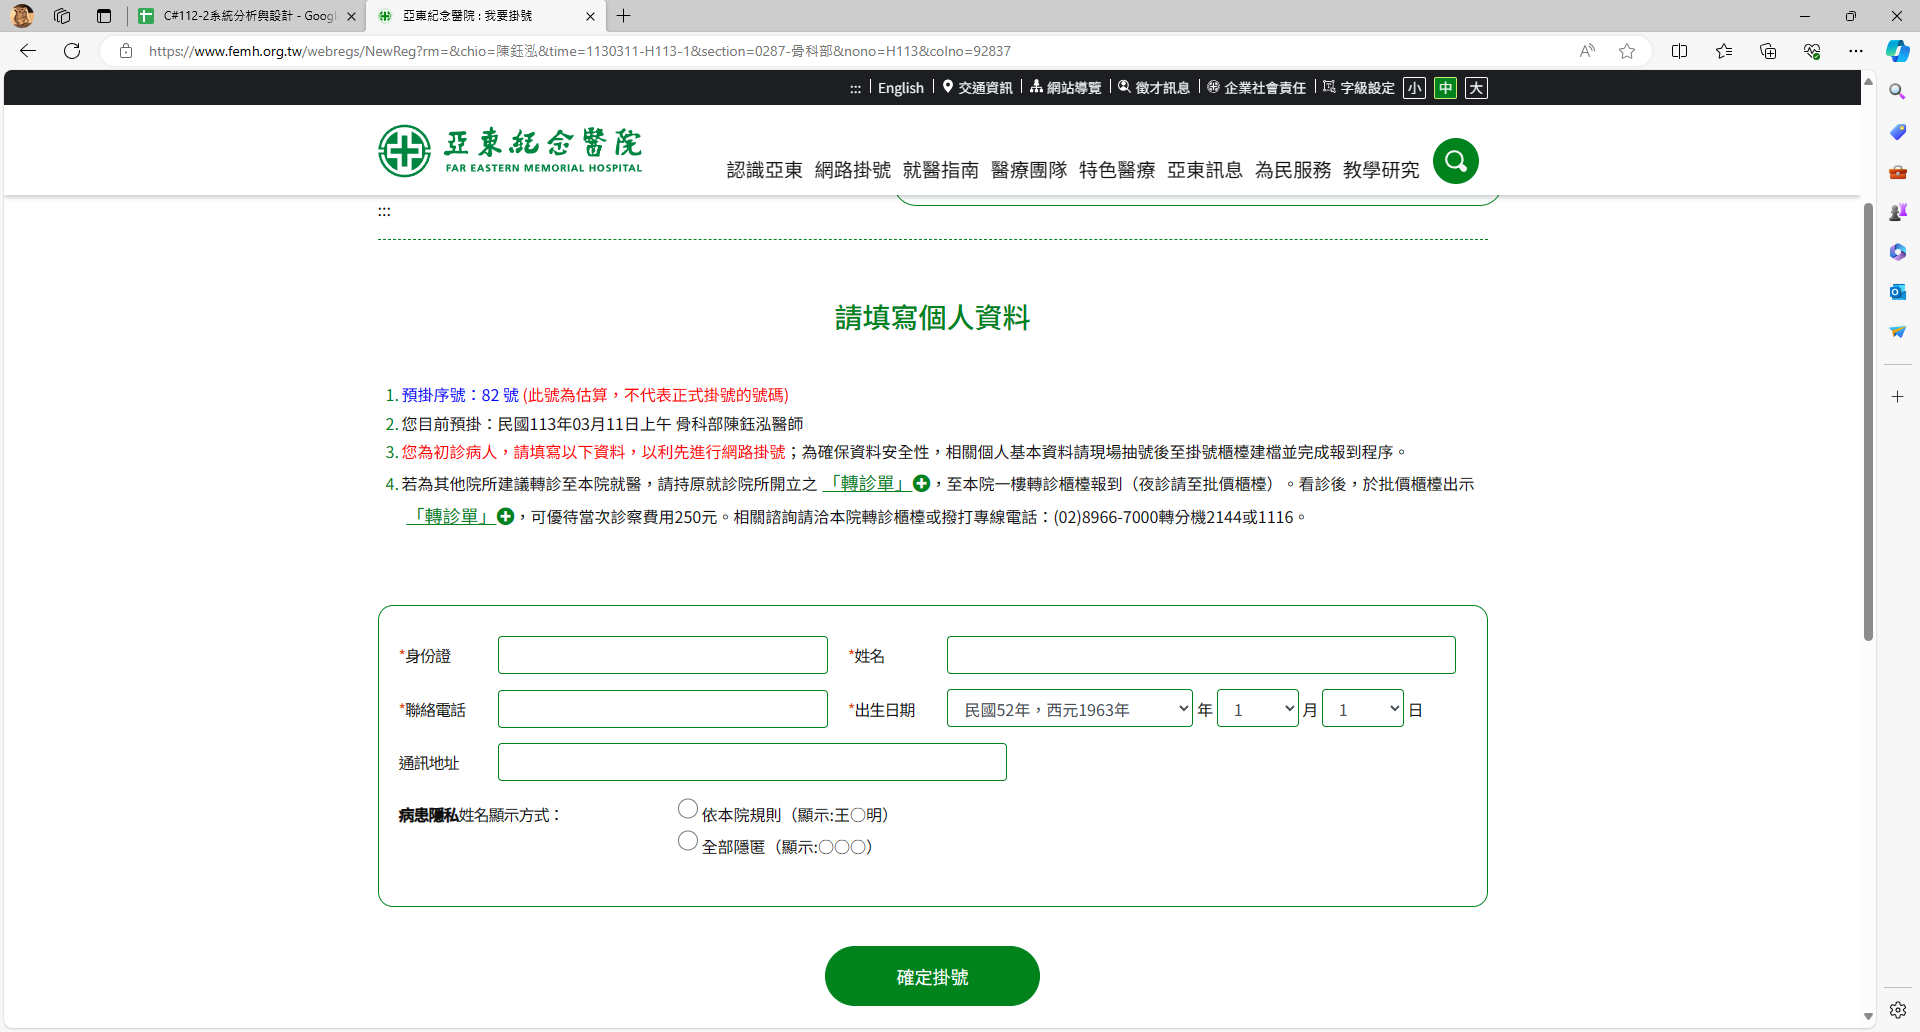 C#112-2系統分析與設計 - Goog
亞東紀念醫院 : 我要掛號
https://www.femh.org.tw/webregs/NewReg?rm=&chio=陳鈺泓&time=1130311-H113-1&section=0287-骨科部&nono=H113&colno=92837
::: English 交通資訊 網站導覽 徵才訊息 企業社會責任 字級設定 小 中 大
亞東紀念醫院
FAR EASTERN MEMORIAL HOSPITAL
認識亞東 網路掛號 就醫指南 醫療團隊 特色醫療 亞東訊息 為民服務 教學研究
:::
請填寫個人資料
1. 預掛序號：82 號 (此號為估算，不代表正式掛號的號碼)
2. 您目前預掛：民國113年03月11日上午 骨科部陳鈺泓醫師
3. 您為初診病人，請填寫以下資料，以利先進行網路掛號；為確保資料安全性，相關個人基本資料請現場抽號後至掛號櫃檯建檔並完成報到程序。
4. 若為其他院所建議轉診至本院就醫，請持原就診院所開立之 「轉診單」，至本院一樓轉診櫃檯報到（夜診請至批價櫃檯）。看診後，於批價櫃檯出示
「轉診單」，可優待當次診察費用250元。相關諮詢請洽本院轉診櫃檯或撥打專線電話：(02)8966-7000轉分機2144或1116。
*身份證 *姓名
*聯絡電話 *出生日期 民國52年，西元1963年 年 1 月 1 日
通訊地址
病患隱私姓名顯示方式： 依本院規則（顯示:王○明）
全部隱匿（顯示:○○○）
確定掛號